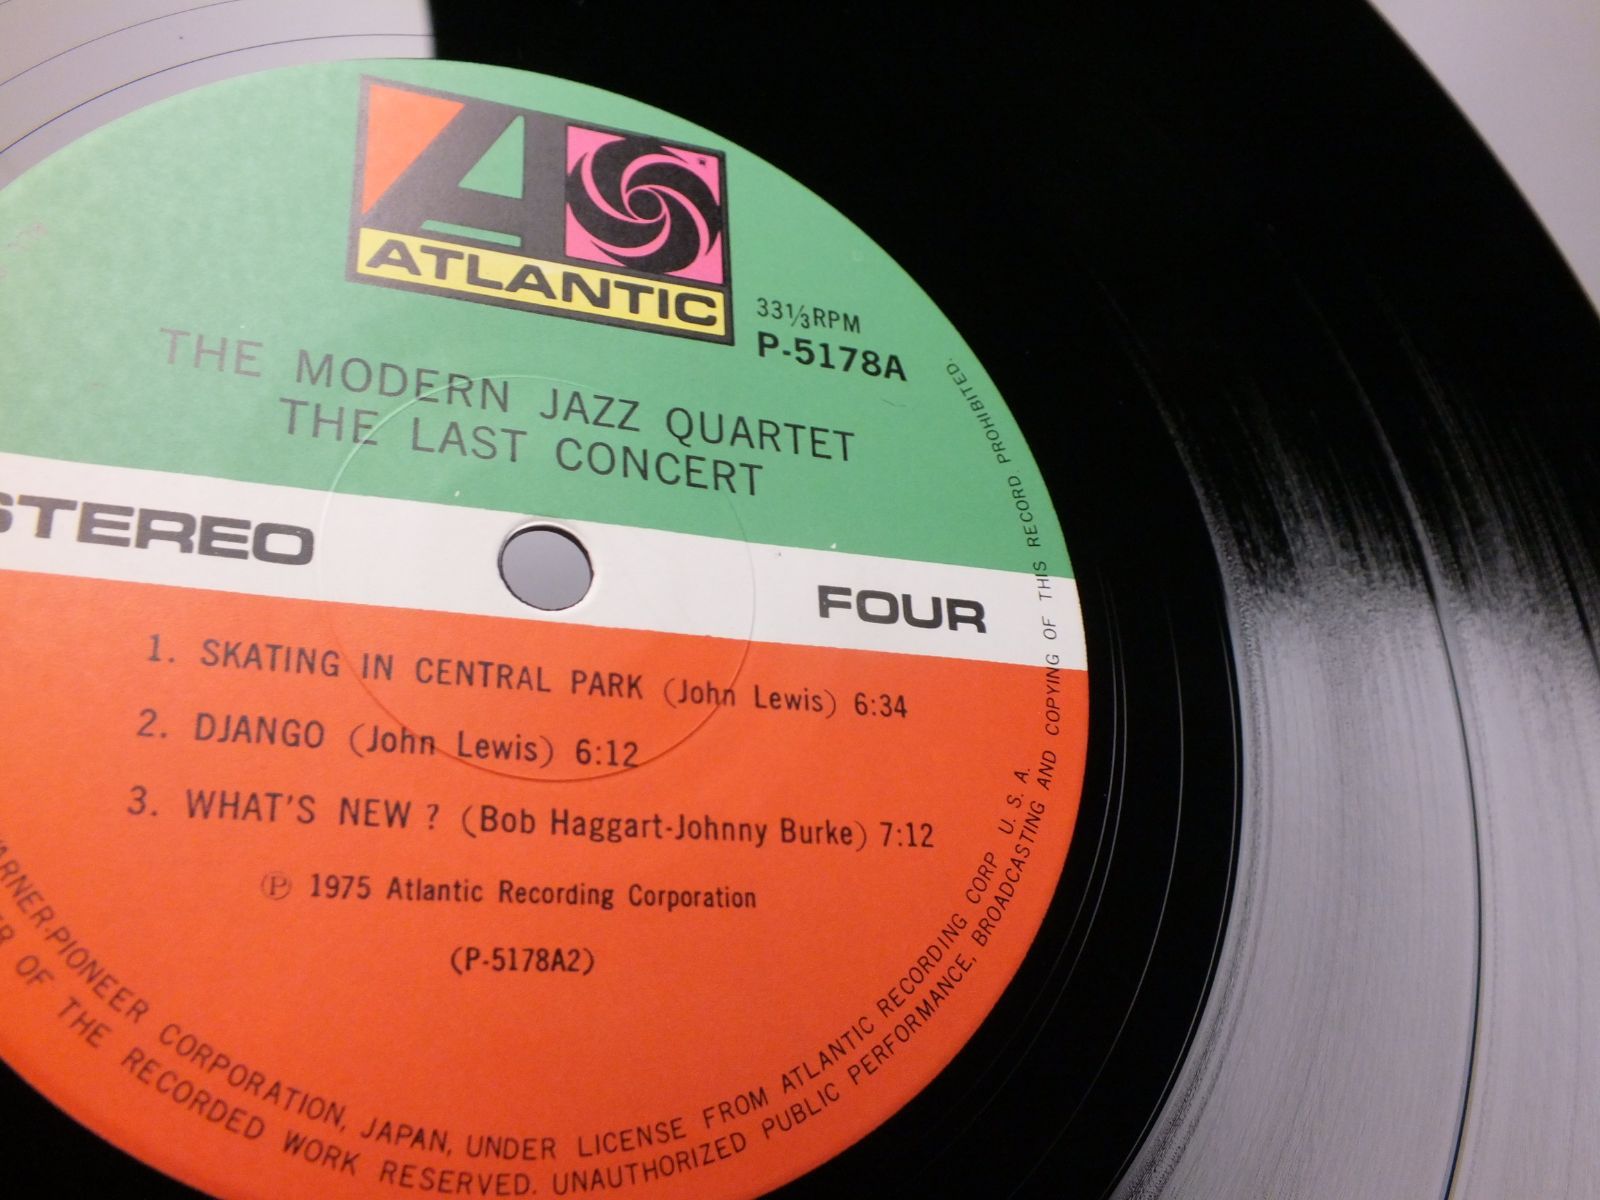 ATLANTIC
33⅓RPM
P-5178A
THE MODERN JAZZ QUARTET
THE LAST CONCERT
STEREO
FOUR
1. SKATING IN CENTRAL PARK (John Lewis) 6:34
2. DJANGO (John Lewis) 6:12
3. WHAT'S NEW ? (Bob Haggart-Johnny Burke) 7:12
℗ 1975 Atlantic Recording Corporation
(P-5178A2)
WARNER-PIONEER CORPORATION, JAPAN, UNDER LICENSE FROM ATLANTIC RECORDING CORP U. S. A.
OF THE RECORDED WORK RESERVED. UNAUTHORIZED PUBLIC PERFORMANCE, BROADCASTING AND COPYING OF THIS RECORD PROHIBITED.